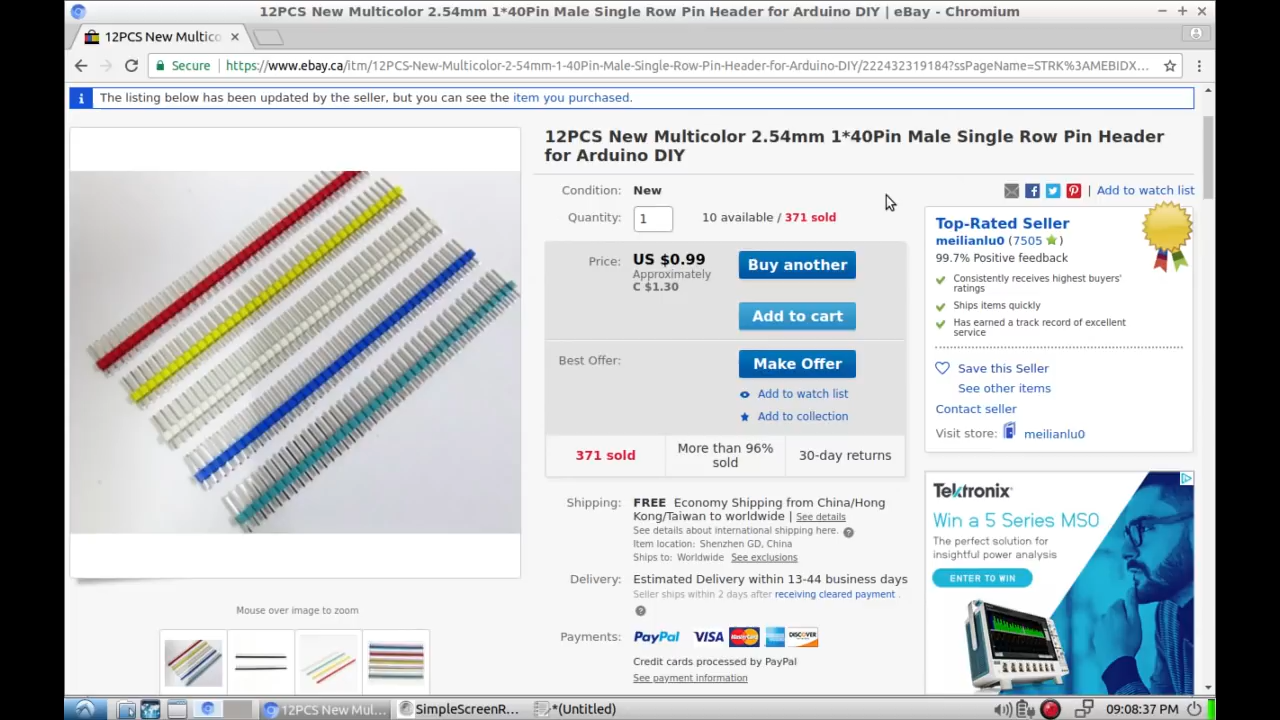 12PCS New Multicolor 2.54mm 1*40Pin Male Single Row Pin Header for Arduino DIY | eBay - Chromium
12PCS New Multico
Secure
https://www.ebay.ca/itm/12PCS-New-Multicolor-2-54mm-1-40Pin-Male-Single-Row-Pin-Header-for-Arduino-DIY/222432319184?ssPageName=STRK%3AMEBIDX...
The listing below has been updated by the seller, but you can see the item you purchased.
12PCS New Multicolor 2.54mm 1*40Pin Male Single Row Pin Header
for Arduino DIY
Condition: New
| Add to watch list
Quantity: 1 10 available / 371 sold
Price: US $0.99
Approximately
C $1.30
Buy another
Add to cart
Best Offer:
Make Offer
Add to watch list
Add to collection
371 sold
More than 96%
sold
30-day returns
Shipping: FREE Economy Shipping from China/Hong
Kong/Taiwan to worldwide | See details
See details about international shipping here.
Item location: Shenzhen GD, China
Ships to: Worldwide See exclusions
Delivery: Estimated Delivery within 13-44 business days
Seller ships within 2 days after receiving cleared payment .
Payments: PayPal VISA MasterCard AMERICAN EXPRESS DISCOVER
Credit cards processed by PayPal
See payment information
Top-Rated Seller
meilianlu0 (7505 )
99.7% Positive feedback
Consistently receives highest buyers'
ratings
Ships items quickly
Has earned a track record of excellent
service
Save this Seller
See other items
Contact seller
Visit store: meilianlu0
Tektronix
Win a 5 Series MSO
The perfect solution for
insightful power analysis
ENTER TO WIN
Mouse over image to zoom
12PCS New Mul...
SimpleScreenR...
*(Untitled)
09:08:37 PM